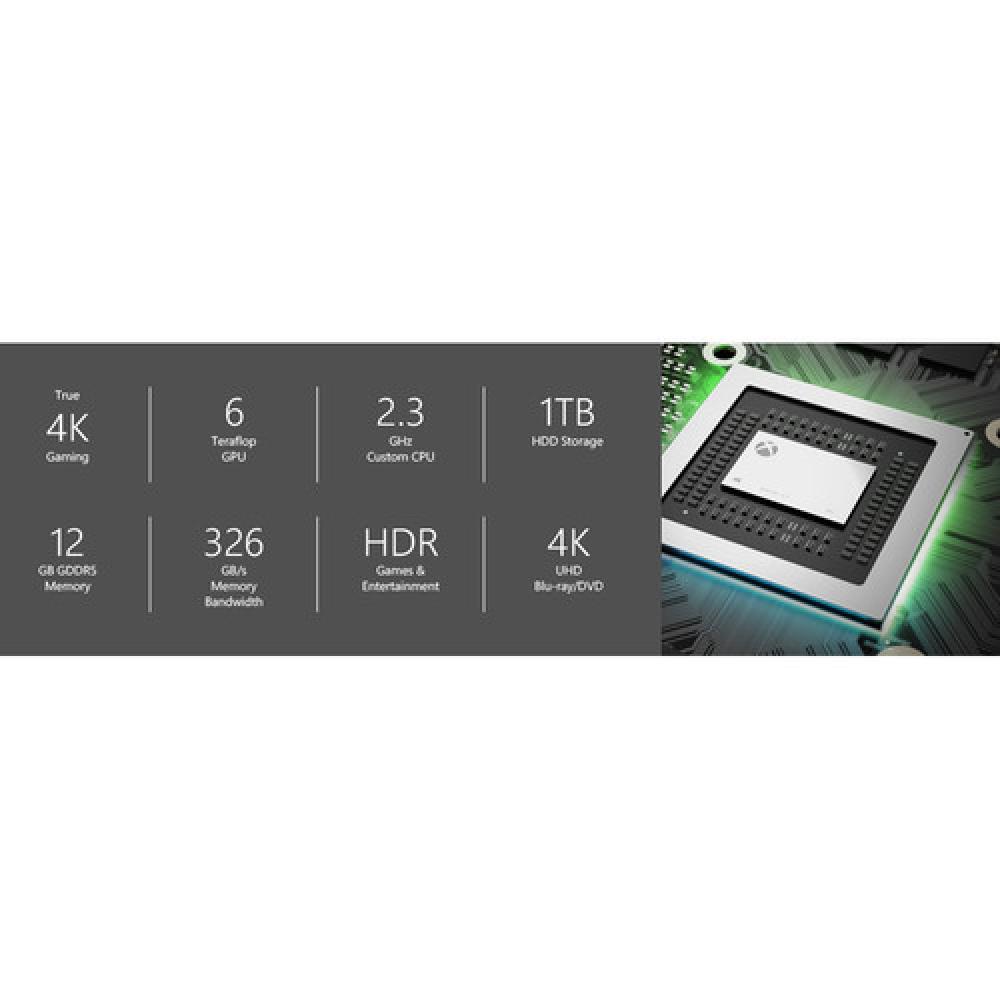 True
4K
Gaming
6
Teraflop
GPU
2.3
GHz
Custom CPU
1TB
HDD Storage
12
GB GDDR5
Memory
326
GB/s
Memory
Bandwidth
HDR
Games &
Entertainment
4K
UHD
Blu-ray/DVD